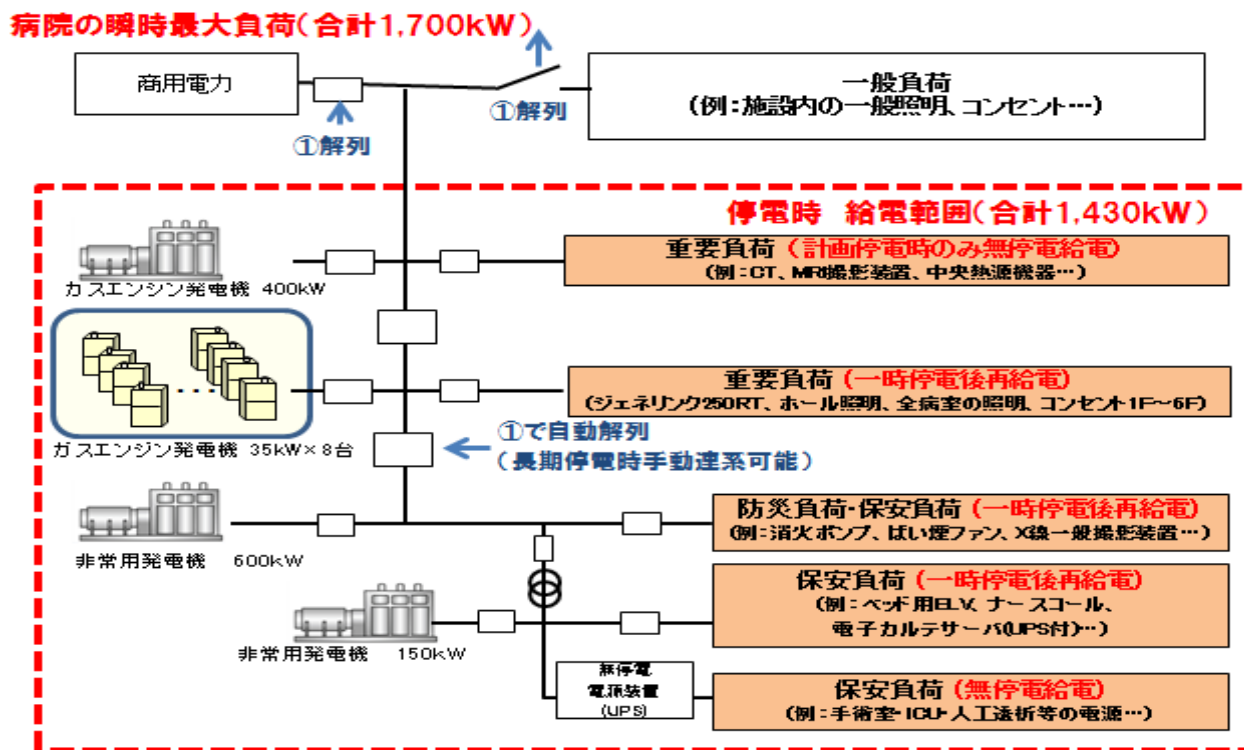 病院の瞬時最大負荷(合計1,700kW)
商用電力
一般負荷
(例:施設内の一般照明、コンセント…)
①解列
①解列
停電時 給電範囲(合計1,430kW)
重要負荷(計画停電時のみ無停電給電)
(例:CT、MRI撮影装置、中央熱源機器…)
ガスエンジン発電機 400kW
重要負荷(一時停電後再給電)
(ジェネリンク250RT、ホール照明、全病室の照明、コンセント1F~6F)
・・・
ガスエンジン発電機 35kW×8台
①で自動解列
(長期停電時手動連系可能)
防災負荷・保安負荷(一時停電後再給電)
(例:消火ポンプ、ばい煙ファン、X線一般撮影装置…)
非常用発電機 600kW
保安負荷(一時停電後再給電)
(例:ベッド用ELV、ナースコール、
電子カルテサーバ(UPS付)…)
非常用発電機 150kW
無停電
電源装置
(UPS)
保安負荷(無停電給電)
(例:手術室・ICU・人工透析等の電源…)